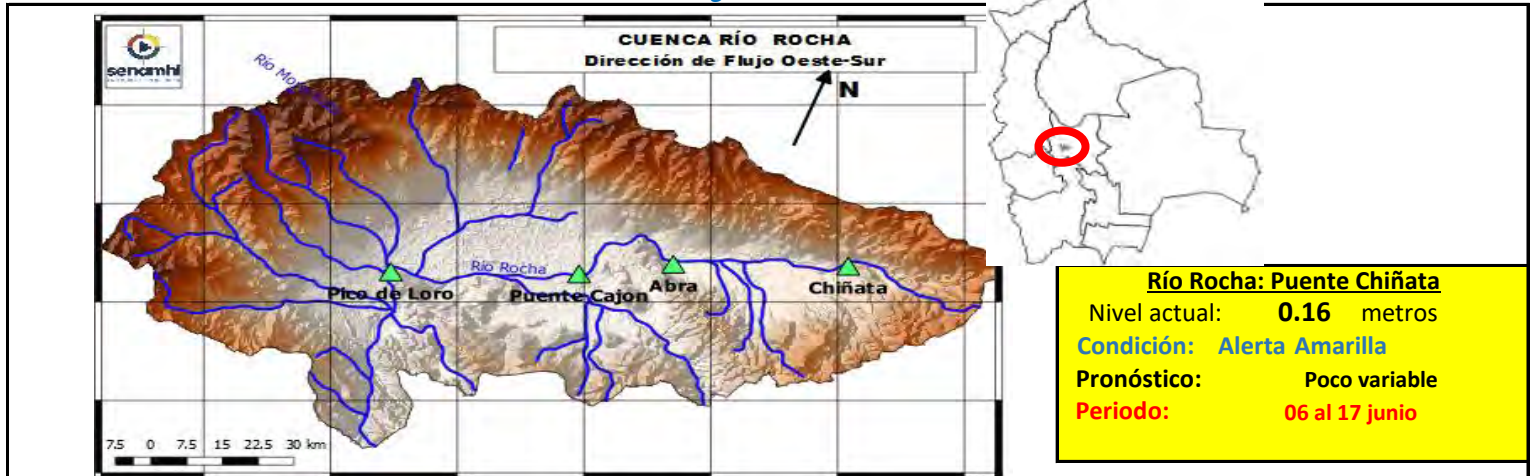 senamhi
CUENCA RÍO ROCHA
Dirección de Flujo Oeste-Sur
N
Río Rocha
Pico de Loro
Puente Cajon
Abra
Chiñata
7.5 0 7.5 15 22.5 30 km
Río Rocha: Puente Chiñata
Nivel actual: 0.16 metros
Condición: Alerta Amarilla
Pronóstico: Poco variable
Periodo: 06 al 17 junio